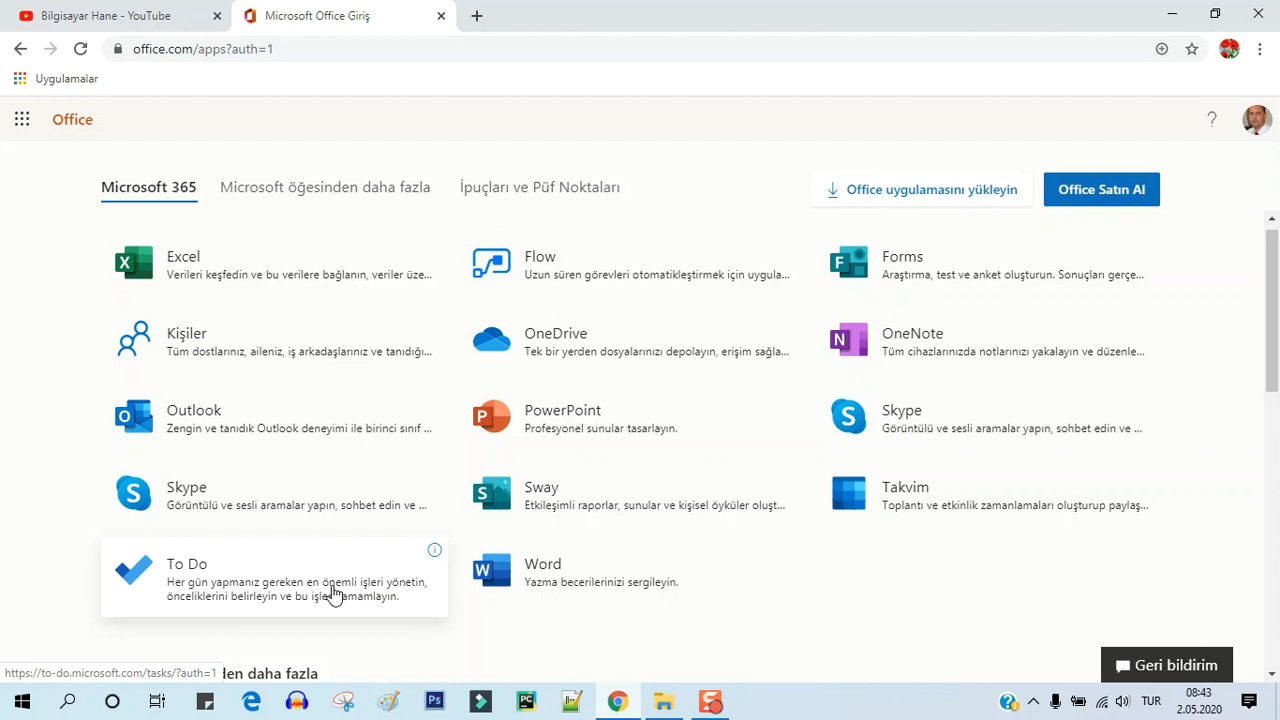 Bilgisayar Hane - YouTube
Microsoft Office Giriş
office.com/apps?auth=1
Uygulamalar
Office
?
Microsoft 365
Microsoft öğesinden daha fazla
İpuçları ve Püf Noktaları
Office uygulamasını yükleyin
Office Satın Al
Excel
Verileri keşfedin ve bu verilere bağlanın, veriler üze...
Flow
Uzun süren görevleri otomatikleştirmek için uygula...
Forms
Araştırma, test ve anket oluşturun. Sonuçları gerçe...
Kişiler
Tüm dostlarınız, aileniz, iş arkadaşlarınız ve tanıdığı...
OneDrive
Tek bir yerden dosyalarınızı depolayın, erişim sağla...
OneNote
Tüm cihazlarınızda notlarınızı yakalayın ve düzenle...
Outlook
Zengin ve tanıdık Outlook deneyimi ile birinci sınıf ...
PowerPoint
Profesyonel sunular tasarlayın.
Skype
Görüntülü ve sesli aramalar yapın, sohbet edin ve ...
Skype
Görüntülü ve sesli aramalar yapın, sohbet edin ve ...
Sway
Etkileşimli raporlar, sunular ve kişisel öyküler oluşt...
Takvim
Toplantı ve etkinlik zamanlamaları oluşturup paylaş...
To Do
Her gün yapmanız gereken en önemli işleri yönetin,
önceliklerini belirleyin ve bu işleri tamamlayın.
Word
Yazma becerilerinizi sergileyin.
https://to-do.microsoft.com/tasks/?auth=1
den daha fazla
Geri bildirim
TUR
08:43
2.05.2020